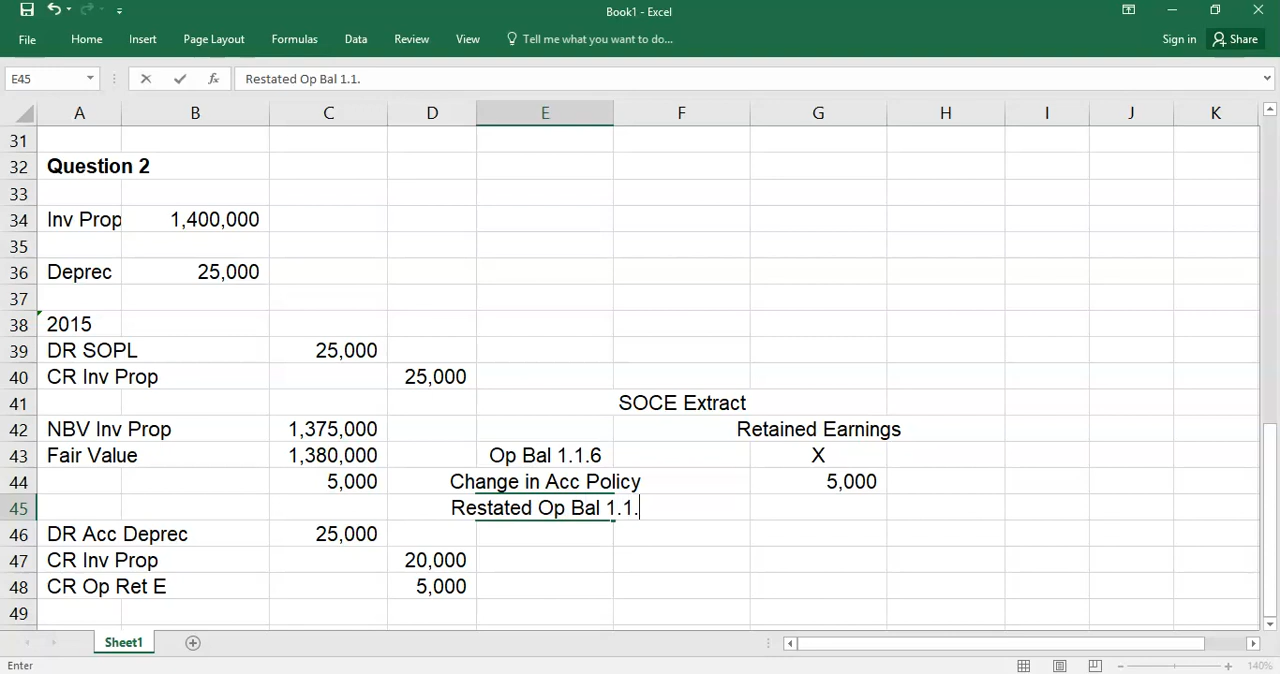 Book1 - Excel
File Home Insert Page Layout Formulas Data Review View Tell me what you want to do... Sign in Share
E45 fx Restated Op Bal 1.1.
A B C D E F G H I J K
31
32 Question 2
33
34 Inv Prop 1,400,000
35
36 Deprec 25,000
37
38 2015
39 DR SOPL 25,000
40 CR Inv Prop 25,000
41 SOCE Extract
42 NBV Inv Prop 1,375,000 Retained Earnings
43 Fair Value 1,380,000 Op Bal 1.1.6 X
44 5,000 Change in Acc Policy 5,000
45 Restated Op Bal 1.1.
46 DR Acc Deprec 25,000
47 CR Inv Prop 20,000
48 CR Op Ret E 5,000
49
Sheet1
Enter 140%